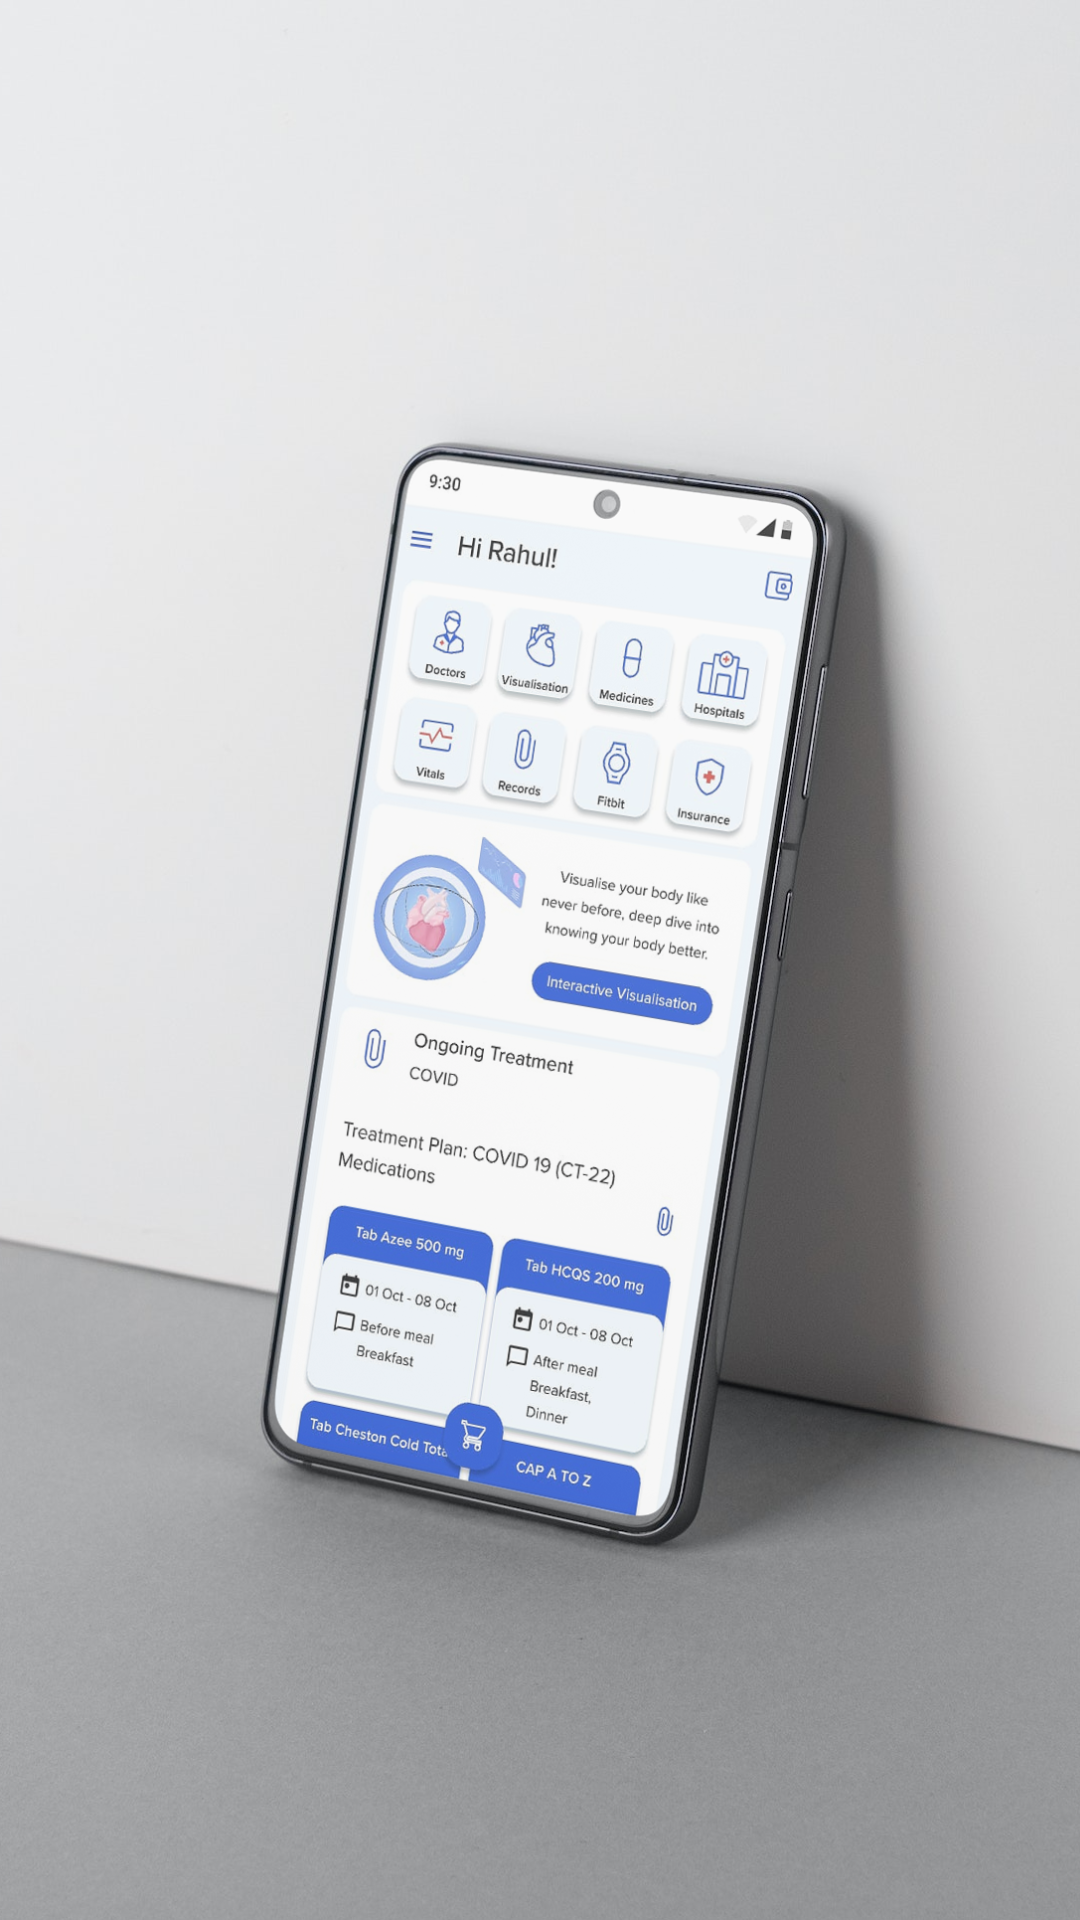 9:30
Hi Rahul!
Doctors
Visualisation
Medicines
Hospitals
Vitals
Records
Fitbit
Insurance
Visualise your body like
never before, deep dive into
knowing your body better.
Interactive Visualisation
Ongoing Treatment
COVID
Treatment Plan: COVID 19 (CT-22)
Medications
Tab Azee 500 mg
01 Oct - 08 Oct
Before meal
Breakfast
Tab HCQS 200 mg
01 Oct - 08 Oct
After meal
Breakfast,
Dinner
Tab Cheston Cold
CAP A TO Z